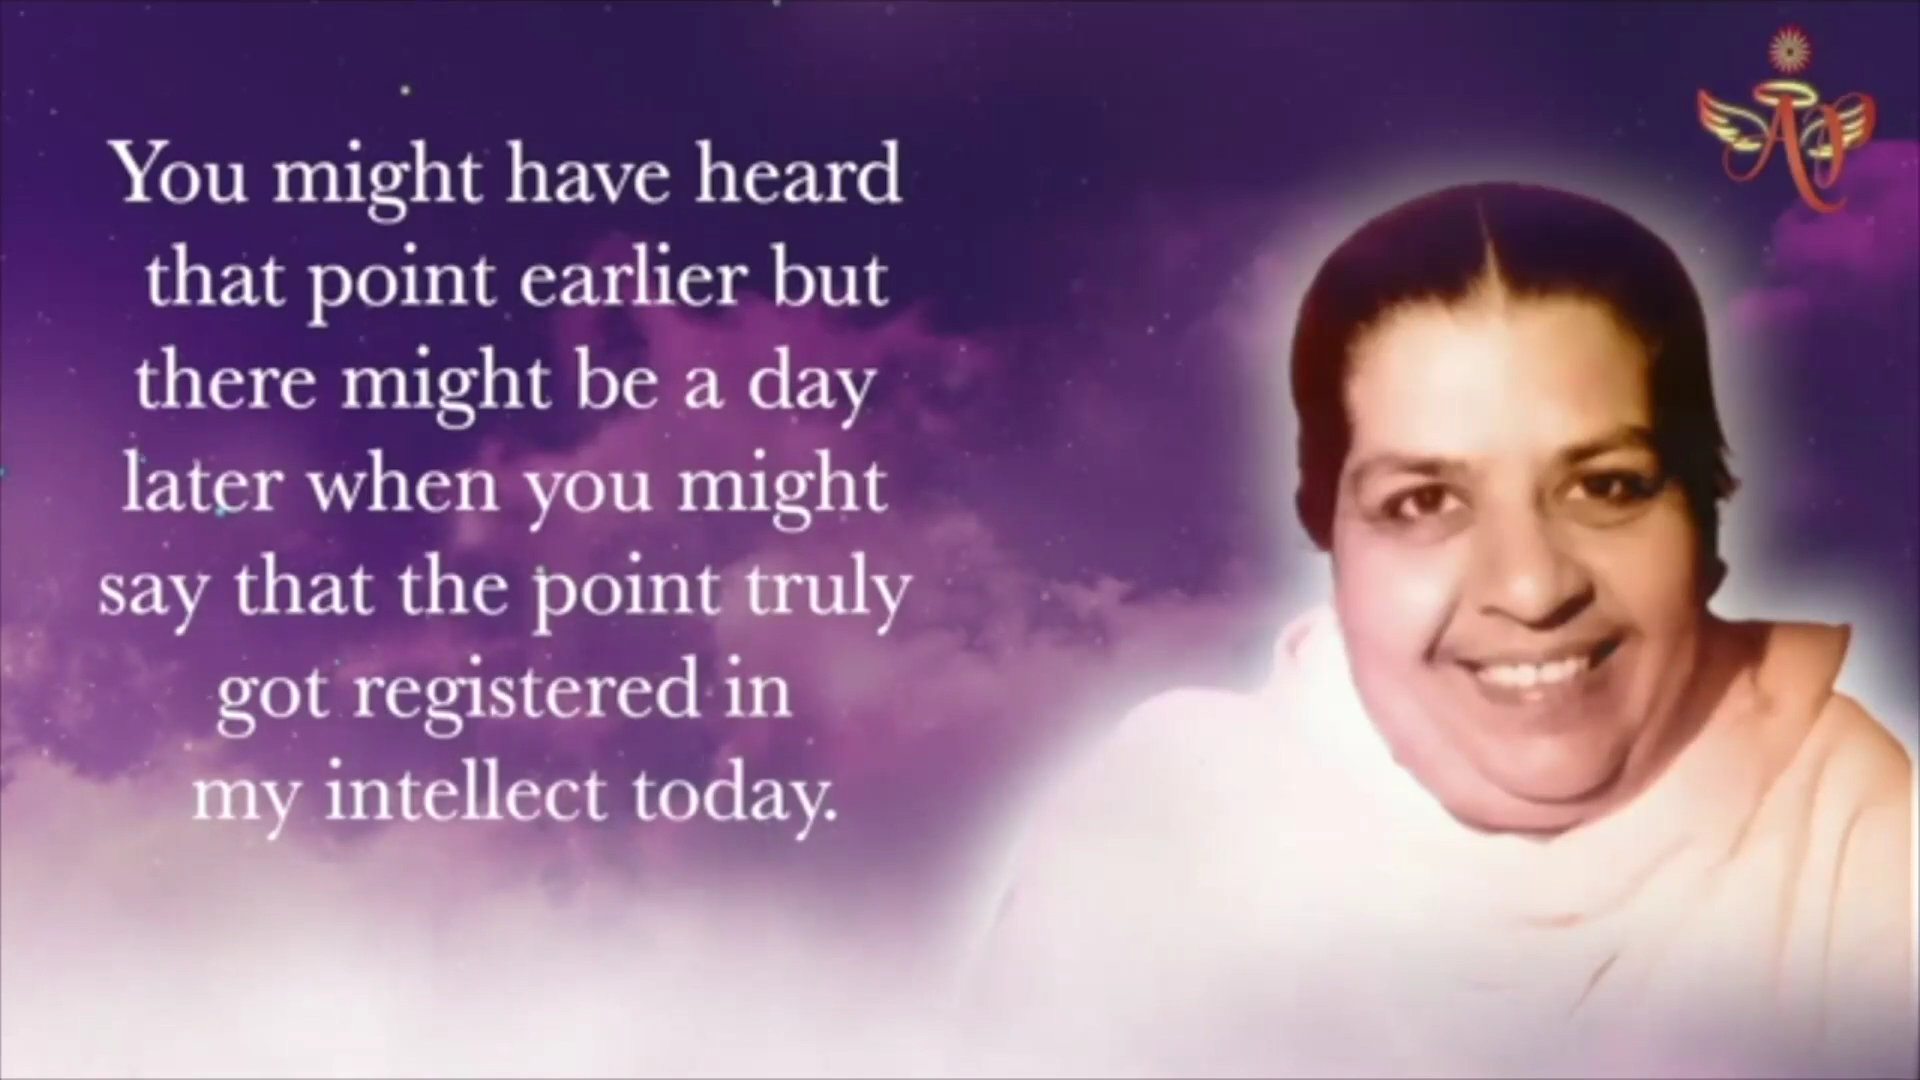 You might have heard
that point earlier but
there might be a day
later when you might
say that the point truly
got registered in
my intellect today.